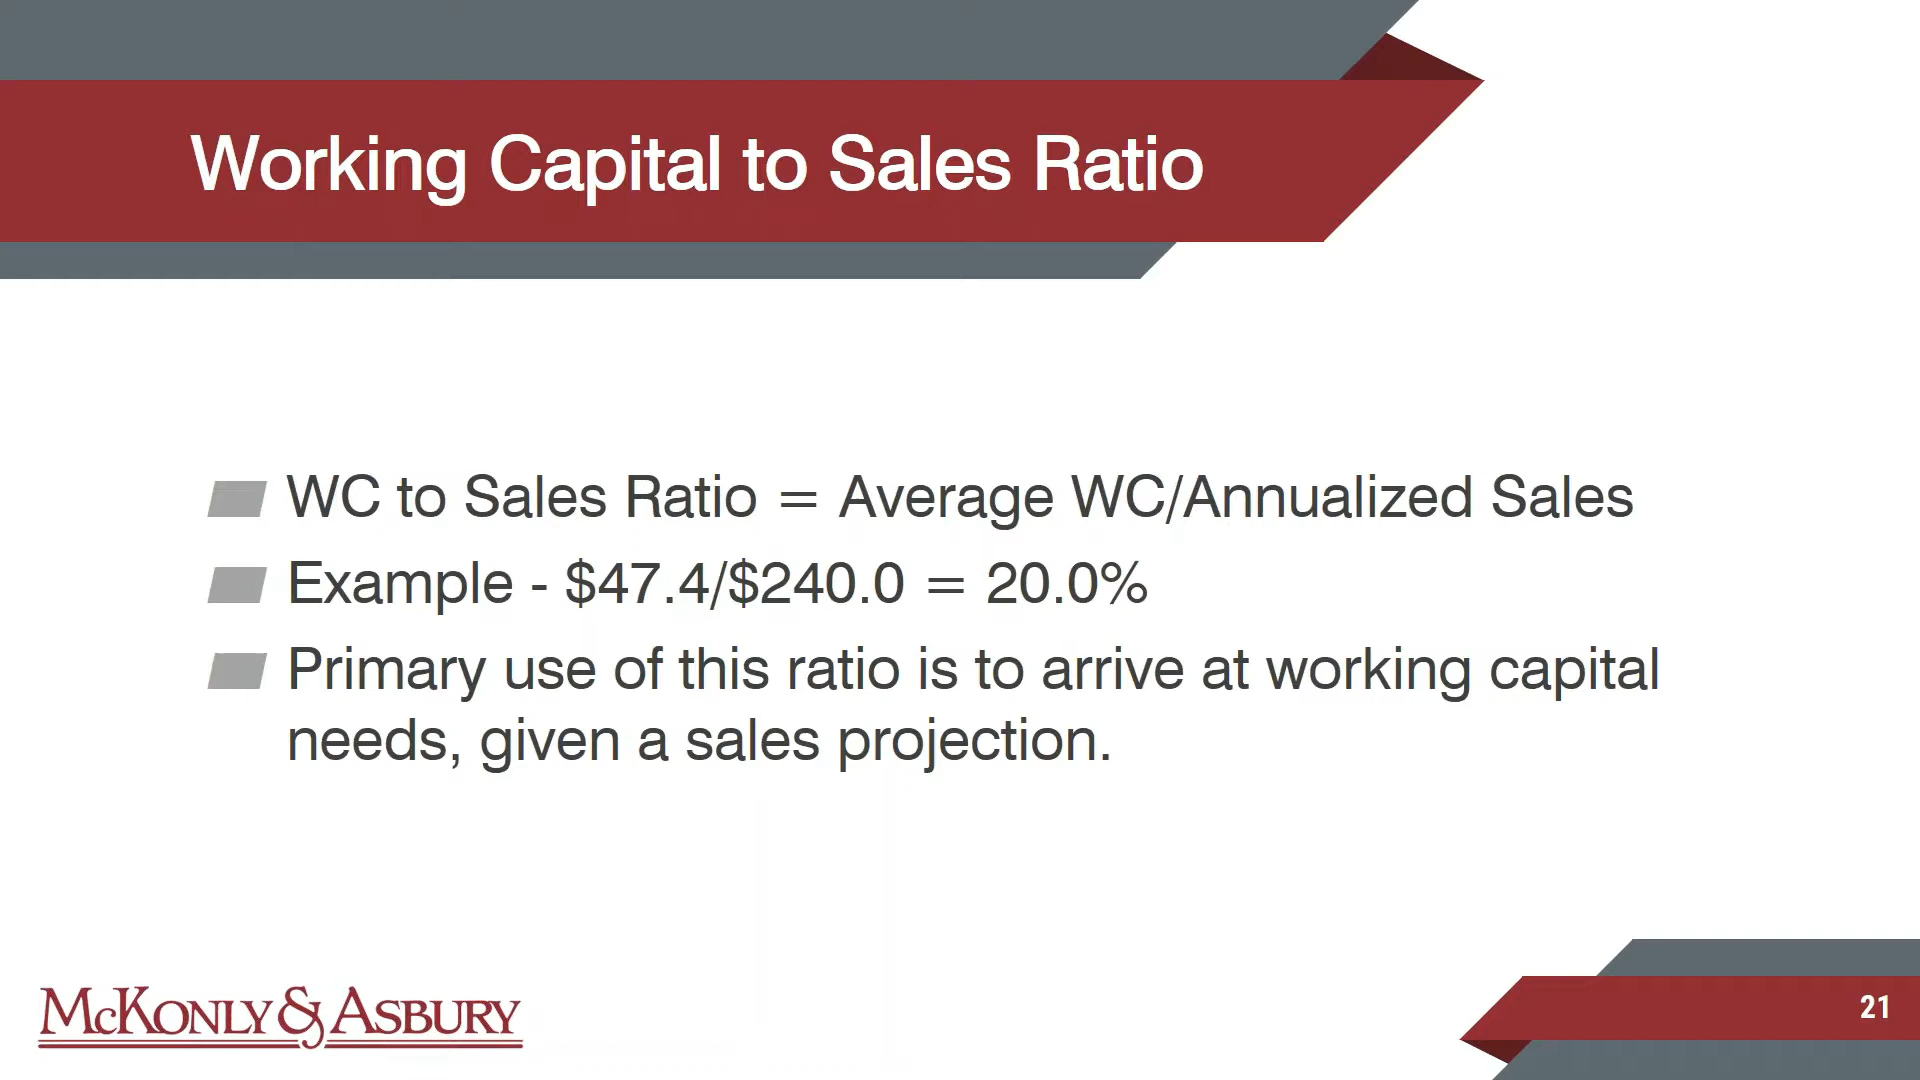 Working Capital to Sales Ratio
WC to Sales Ratio = Average WC/Annualized Sales
Example - $47.4/$240.0 = 20.0%
Primary use of this ratio is to arrive at working capital
needs, given a sales projection.
McKonly & Asbury
21